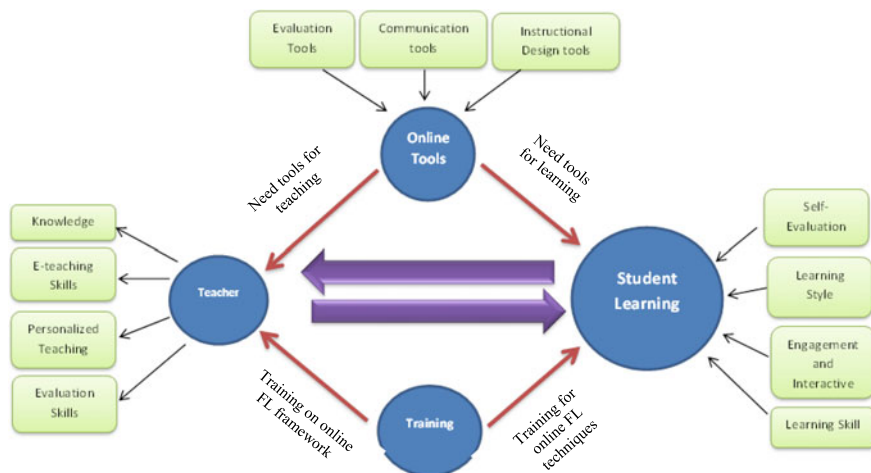 Evaluation
Tools
Communication
tools
Instructional
Design tools
Online
Tools
Need tools for
teaching
Need tools
for learning
Knowledge
E-teaching
Skills
Personalized
Teaching
Evaluation
Skills
Teacher
Student
Learning
Self-
Evaluation
Learning
Style
Engagement
and
Interactive
Learning Skill
Training on online
FL framework
Training
Training for
online FL
techniques